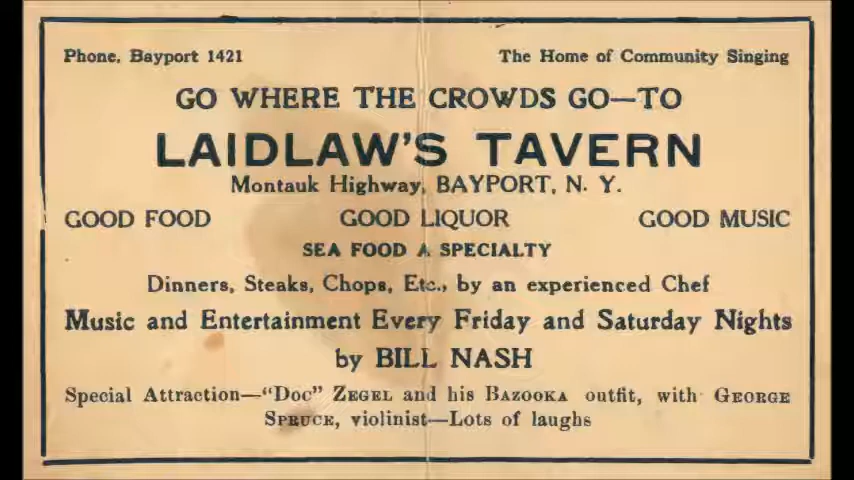 Phone, Bayport 1421 The Home of Community Singing
GO WHERE THE CROWDS GO—TO
LAIDLAW'S TAVERN
Montauk Highway, BAYPORT, N. Y.
GOOD FOOD GOOD LIQUOR GOOD MUSIC
SEA FOOD A SPECIALTY
Dinners, Steaks, Chops, Etc., by an experienced Chef
Music and Entertainment Every Friday and Saturday Nights
by BILL NASH
Special Attraction—"Doc" ZEGEL and his BAZOOKA outfit, with GEORGE
SPRUCE, violinist—Lots of laughs